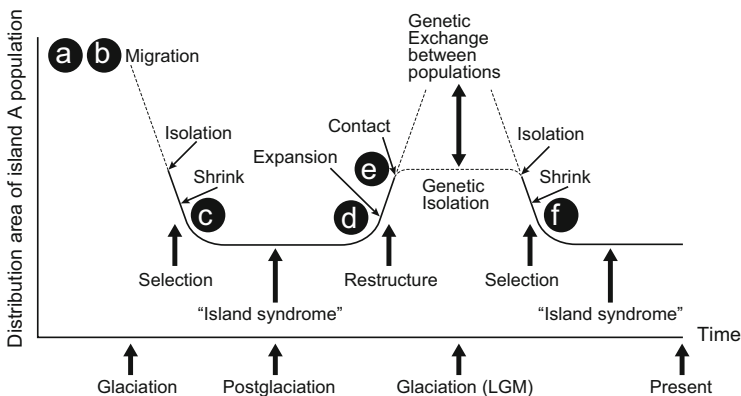 Distribution area of island A population
a b Migration
Isolation
Shrink
c
Selection
"Island syndrome"
Expansion
d
Contact
e
Restructure
Genetic
Exchange
between
populations
Genetic
Isolation
Isolation
Shrink
f
Selection
"Island syndrome"
Time
Glaciation
Postglaciation
Glaciation (LGM)
Present